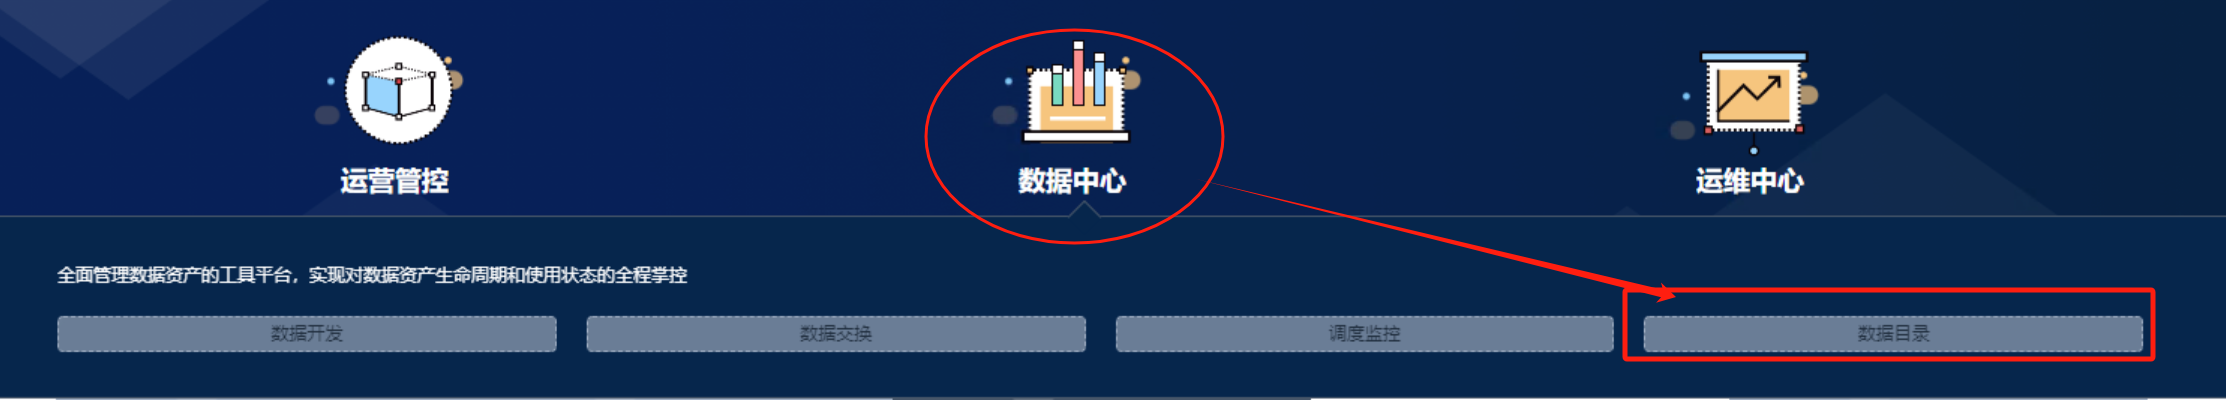 运营管控
数据中心
运维中心
全面管理数据资产的工具平台，实现对数据资产生命周期和使用状态的全程掌控
数据开发
数据交换
调度监控
数据目录